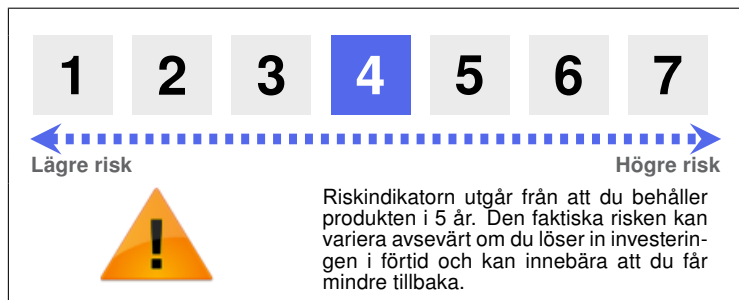 1 2 3 4 5 6 7
Lägre risk Högre risk
!
Riskindikatorn utgår från att du behåller
produkten i 5 år. Den faktiska risken kan
variera avsevärt om du löser in investerin-
gen i förtid och kan innebära att du får
mindre tillbaka.